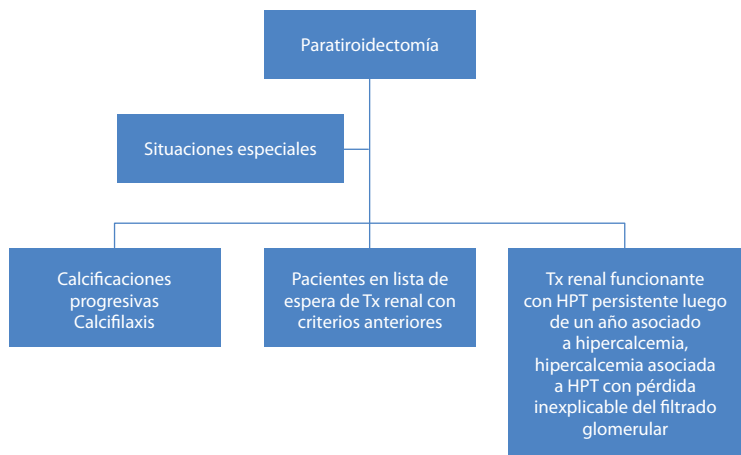 Paratiroidectomía
Situaciones especiales
Calcificaciones
progresivas
Calcifilaxis
Pacientes en lista de
espera de Tx renal con
criterios anteriores
Tx renal funcionante
con HPT persistente luego
de un año asociado
a hipercalcemia,
hipercalcemia asociada
a HPT con pérdida
inexplicable del filtrado
glomerular